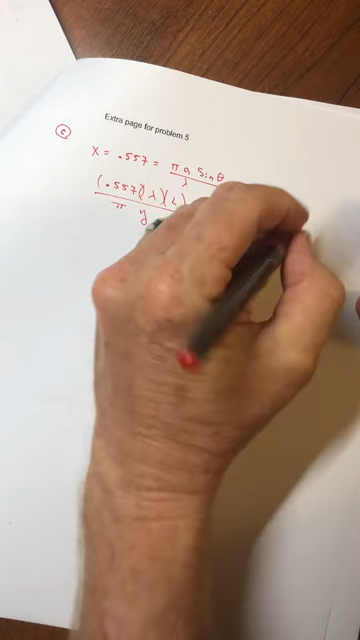 Extra page for problem 5
(c)
X = .557 = π a Sin θ / λ
(.557)(λ)(L) / π y